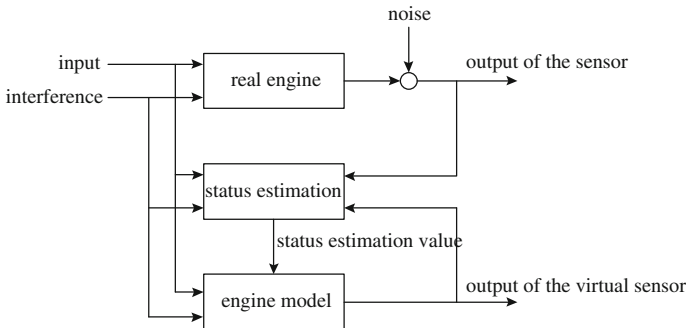 noise
input
real engine
output of the sensor
interference
status estimation
status estimation value
engine model
output of the virtual sensor